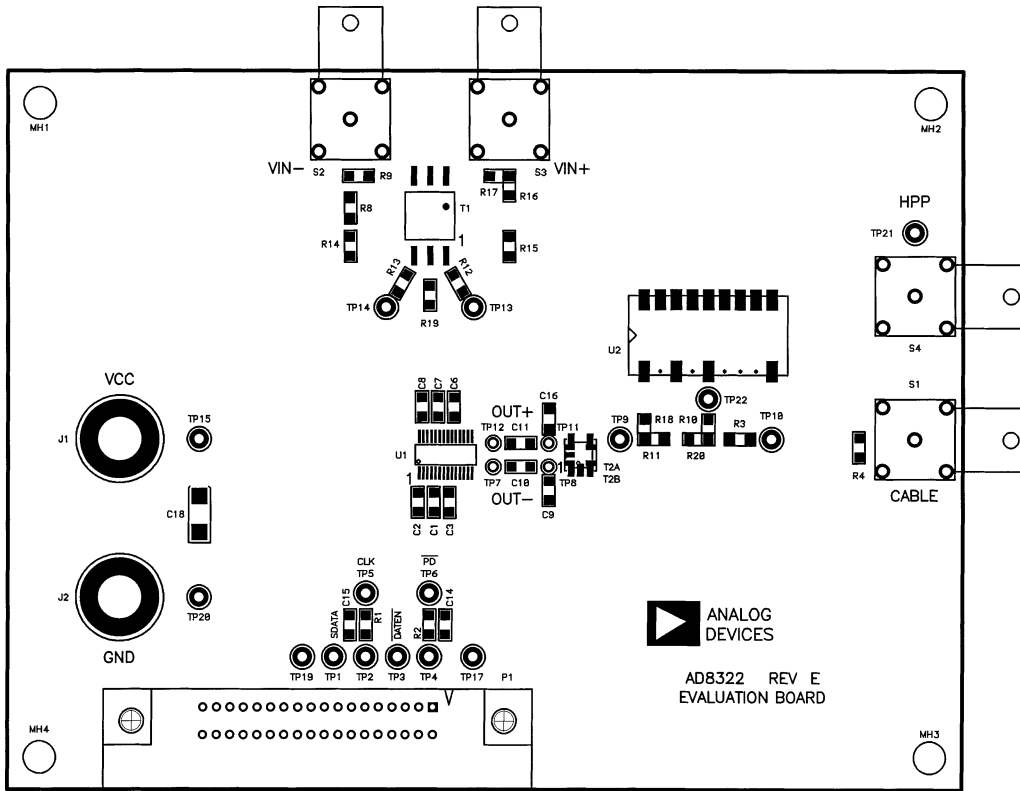 MH1
MH2
VIN-
S2
S3
VIN+
R9
R17
R16
R8
T1
HPP
TP21
R14
1
R15
R13
R12
TP14
R19
TP13
S4
U2
VCC
C8
C7
C6
S1
TP22
J1
TP15
OUT+
C16
TP12
C11
TP11
TP9
R18
R10
R3
TP10
U1
R11
R20
R4
1
TP7
C10
1
TP8
T2A
T2B
OUT-
CABLE
C18
C2
C1
C3
C9
CLK
TP5
PD
TP6
J2
TP20
SDATA
C15
R1
DATEN
R2
C14
ANALOG
DEVICES
GND
TP19
TP1
TP2
TP3
TP4
TP17
P1
AD8322 REV E
EVALUATION BOARD
MH4
MH3